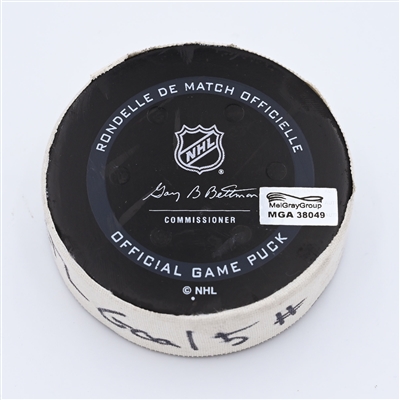 RONDELLE DE MATCH OFFICIELLE
NHL
Gary B Bettman
COMMISSIONER
MeiGrayGroup
MGA 38049
OFFICIAL GAME PUCK
© NHL
Goal 5 #